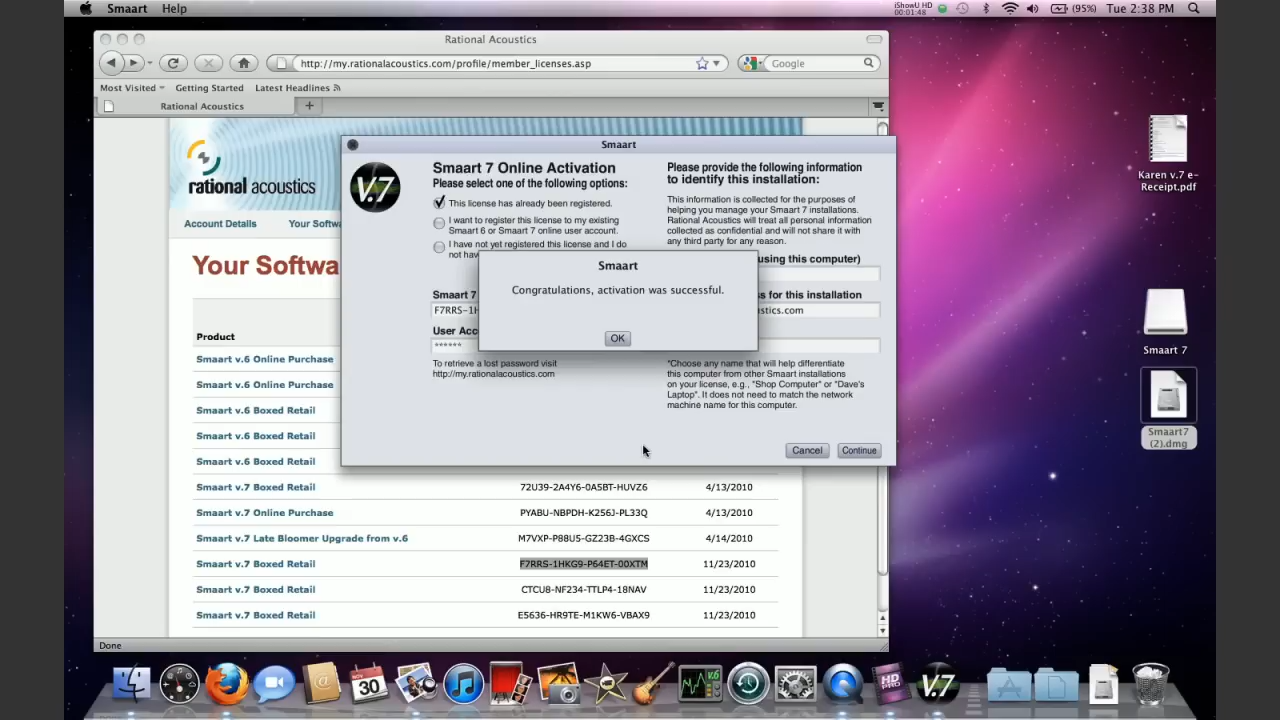 Smaart Help
iShowU HD
00:01:48
(95%) Tue 2:38 PM
Rational Acoustics
http://my.rationalacoustics.com/profile/member_licenses.asp
Google
Most Visited Getting Started Latest Headlines
Rational Acoustics
rational acoustics
Account Details Your Softwa
Your Softwa
Product
Smaart v.6 Online Purchase
Smaart v.6 Online Purchase
Smaart v.6 Boxed Retail
Smaart v.6 Boxed Retail
Smaart v.6 Boxed Retail
Smaart v.7 Boxed Retail 72U39-2A4Y6-0A5BT-HUVZ6 4/13/2010
Smaart v.7 Online Purchase PYABU-NBPDH-K256J-PL33Q 4/13/2010
Smaart v.7 Late Bloomer Upgrade from v.6 M7VXP-P88U5-GZ23B-4GXCS 4/14/2010
Smaart v.7 Boxed Retail F7RRS-1HKG9-P64ET-00XTM 11/23/2010
Smaart v.7 Boxed Retail CTCU8-NF234-TTLP4-18NAV 11/23/2010
Smaart v.7 Boxed Retail E5636-HR9TE-M1KW6-VBAX9 11/23/2010
Done
Smaart
V.7
Smaart 7 Online Activation
Please select one of the following options:
This license has already been registered.
I want to register this license to my existing
Smaart 6 or Smaart 7 online user account.
I have not yet registered this license and I do
not hav
Smaart 7
F7RRS-1H
User Acc
******
To retrieve a lost password visit
http://my.rationalacoustics.com
Please provide the following information
to identify this installation:
This information is collected for the purposes of
helping you manage your Smaart 7 installations.
Rational Acoustics will treat all personal information
collected as confidential and will not share it with
any third party for any reason.
using this computer)
ss for this installation
stics.com
*Choose any name that will help differentiate
this computer from other Smaart installations
on your license, e.g., "Shop Computer" or "Dave's
Laptop". It does not need to match the network
machine name for this computer.
Cancel Continue
Smaart
Congratulations, activation was successful.
OK
Karen v.7 e-
Receipt.pdf
Smaart 7
Smaart7
(2).dmg
NOV
30
V.6
HD
PRO
V.7